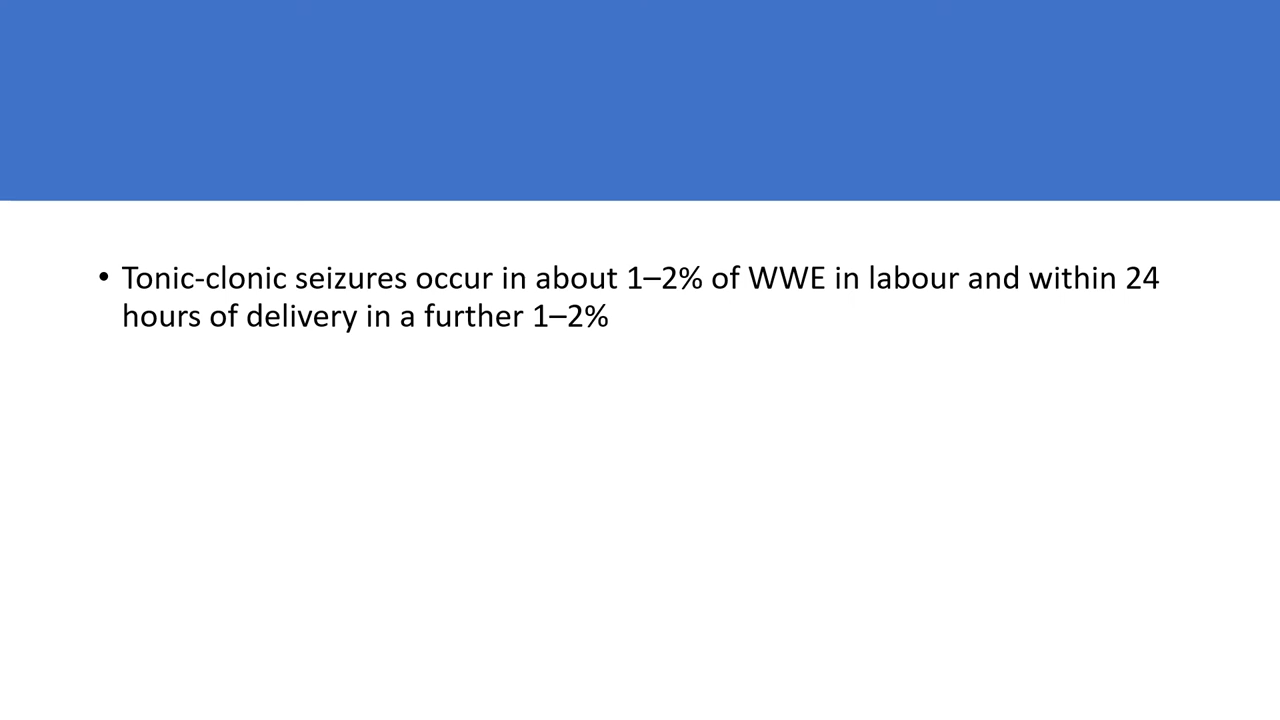 • Tonic-clonic seizures occur in about 1–2% of WWE in labour and within 24
hours of delivery in a further 1–2%